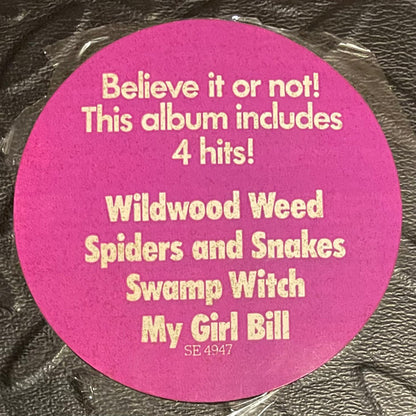 Believe it or not!
This album includes
4 hits!
Wildwood Weed
Spiders and Snakes
Swamp Witch
My Girl Bill
SE 4947